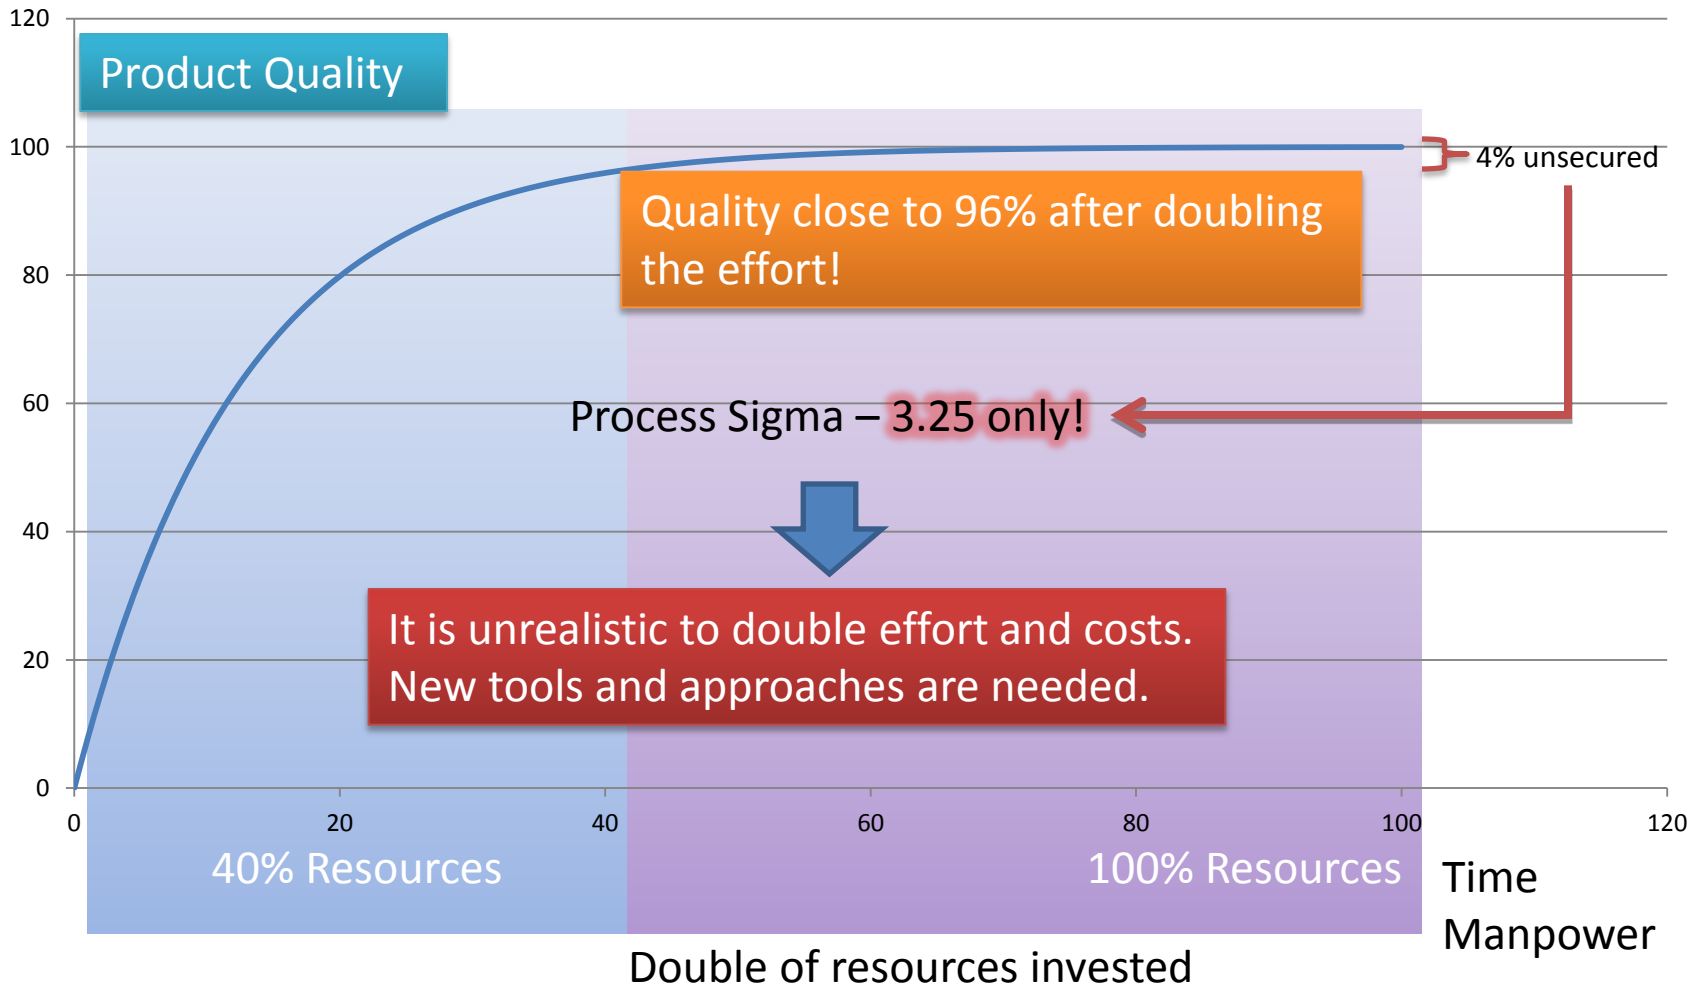 120
Product Quality
100
4% unsecured
Quality close to 96% after doubling
the effort!
80
60
Process Sigma – 3.25 only!
40
It is unrealistic to double effort and costs.
New tools and approaches are needed.
20
0
0 20 40 60 80 100 120
40% Resources
100% Resources
Time
Manpower
Double of resources invested